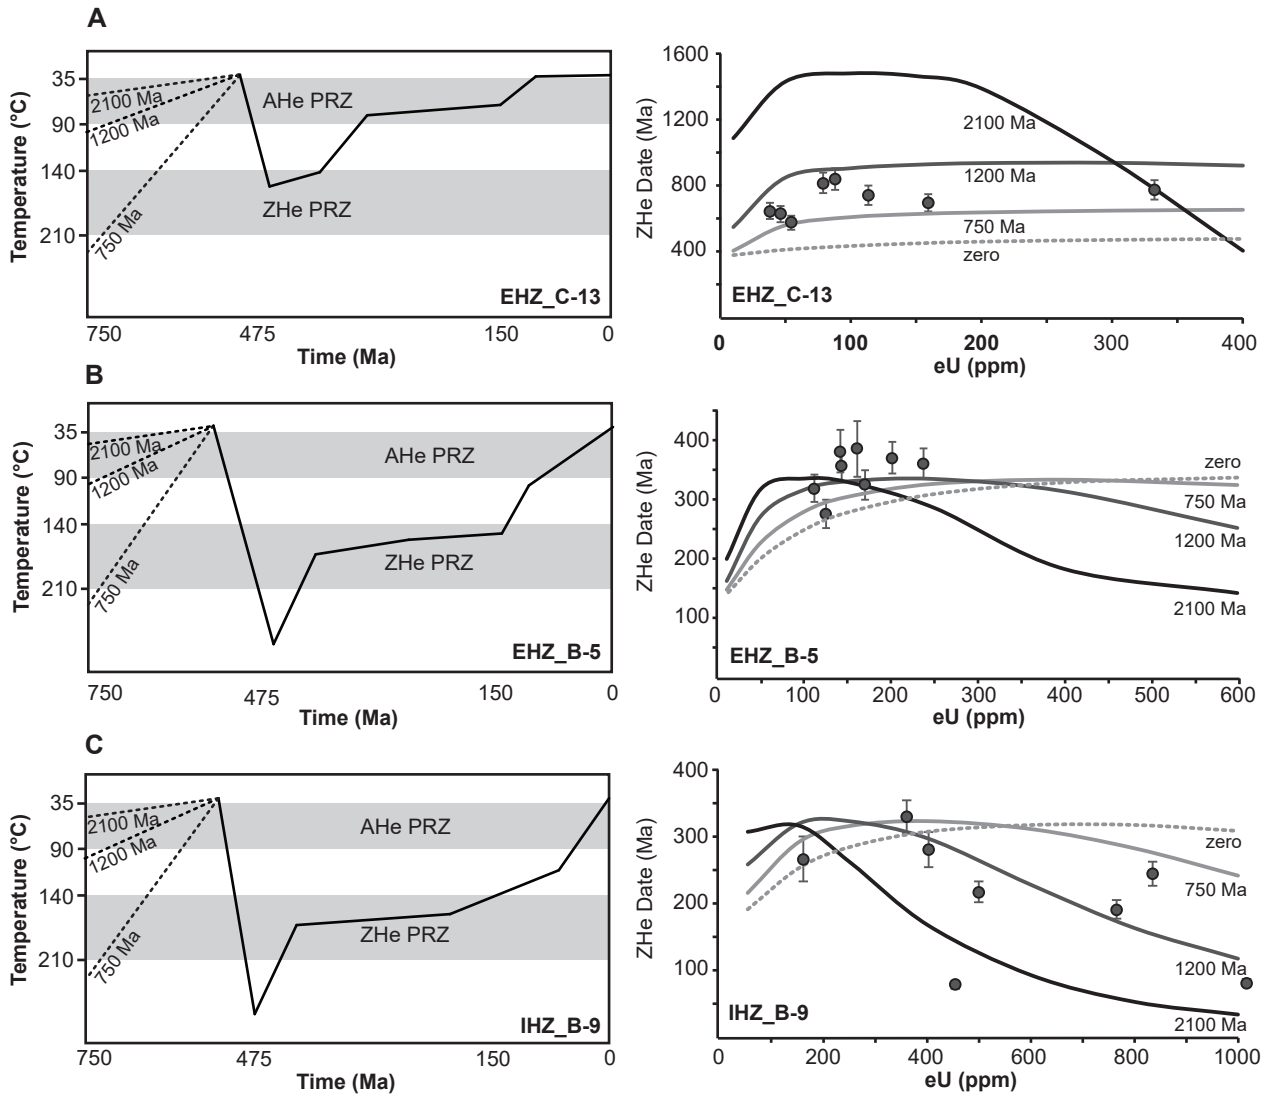 A
Temperature (°C)
35
90
140
210
2100 Ma
1200 Ma
750 Ma
AHe PRZ
ZHe PRZ
EHZ_C-13
750
475
150
0
Time (Ma)
ZHe Date (Ma)
1600
1200
800
400
2100 Ma
1200 Ma
750 Ma
zero
EHZ_C-13
0
100
200
300
400
eU (ppm)
B
Temperature (°C)
35
90
140
210
2100 Ma
1200 Ma
750 Ma
AHe PRZ
ZHe PRZ
EHZ_B-5
750
475
150
0
Time (Ma)
ZHe Date (Ma)
400
300
200
100
zero
750 Ma
1200 Ma
2100 Ma
EHZ_B-5
0
100
200
300
400
500
600
eU (ppm)
C
Temperature (°C)
35
90
140
210
2100 Ma
1200 Ma
750 Ma
AHe PRZ
ZHe PRZ
IHZ_B-9
750
475
150
0
Time (Ma)
ZHe Date (Ma)
400
300
200
100
zero
750 Ma
1200 Ma
2100 Ma
IHZ_B-9
0
200
400
600
800
1000
eU (ppm)